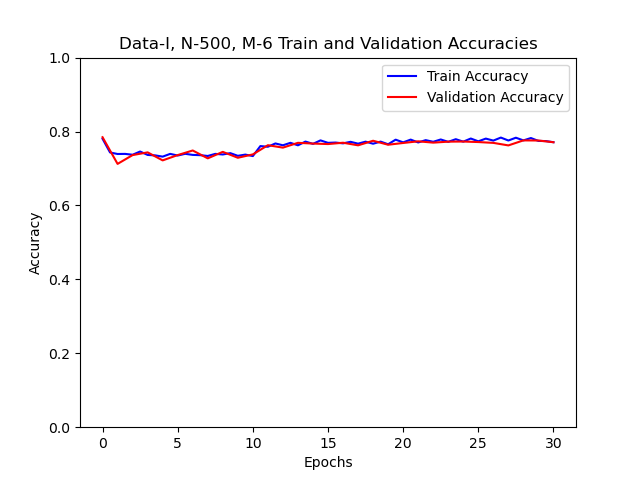 Data-I, N-500, M-6 Train and Validation Accuracies
Train Accuracy
Validation Accuracy
1.0
0.8
0.6
0.4
0.2
0.0
Accuracy
0 5 10 15 20 25 30
Epochs